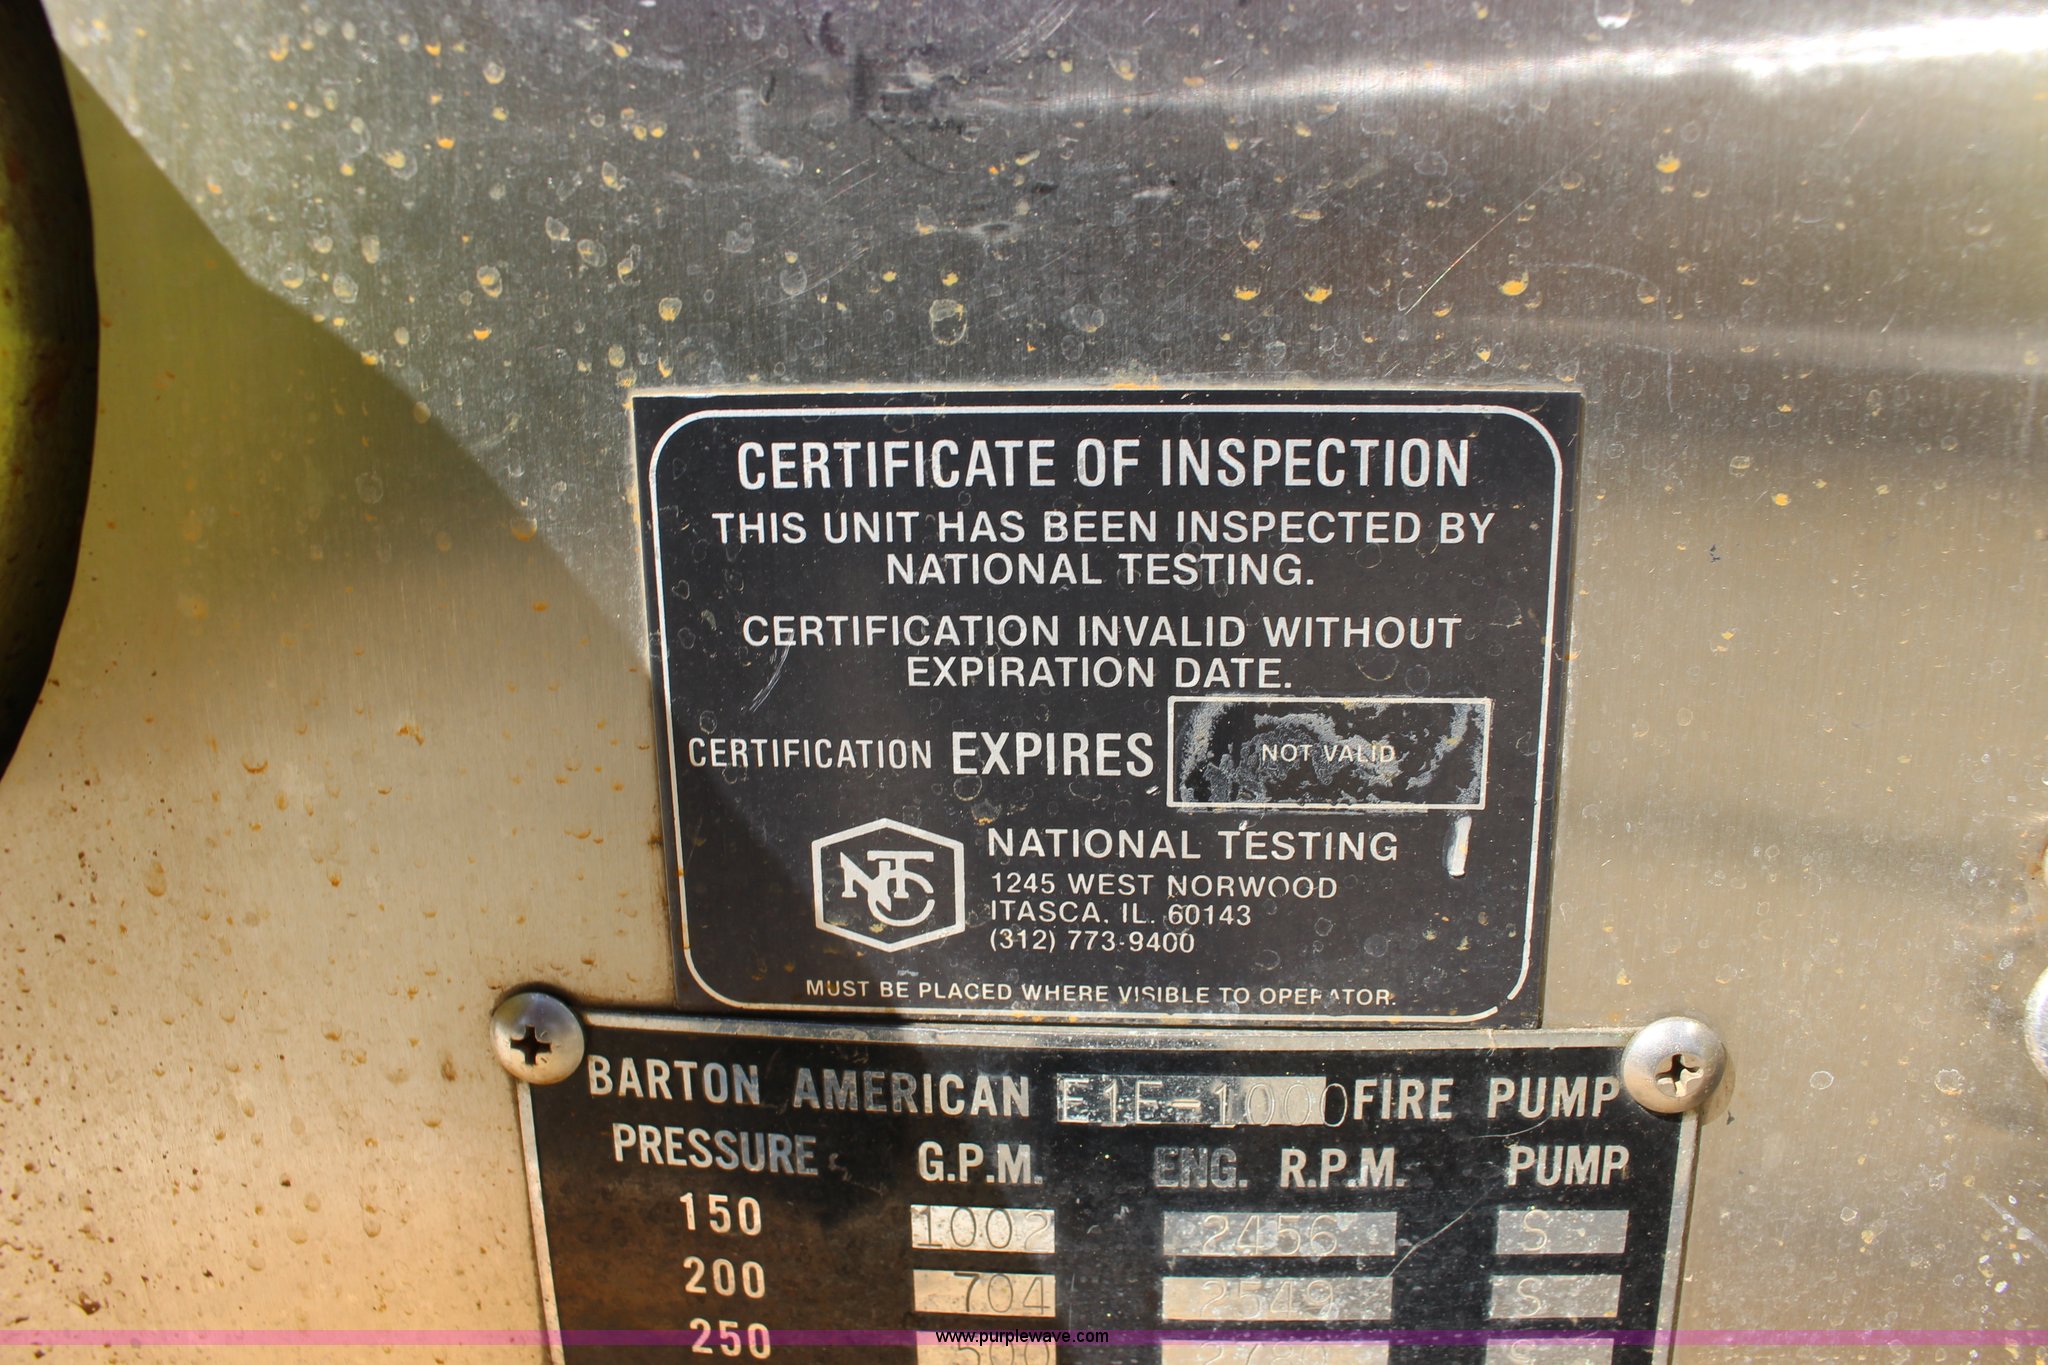 CERTIFICATE OF INSPECTION
THIS UNIT HAS BEEN INSPECTED BY
NATIONAL TESTING.
CERTIFICATION INVALID WITHOUT
EXPIRATION DATE.
CERTIFICATION EXPIRES NOT VALID
NTC
NATIONAL TESTING
1245 WEST NORWOOD
ITASCA, IL. 60143
(312) 773-9400
MUST BE PLACED WHERE VISIBLE TO OPERATOR.
BARTON AMERICAN E1E-1000 FIRE PUMP
PRESSURE G.P.M. ENG. R.P.M. PUMP
150 1002 2456 S
200 704 2549 S
250 500
www.purplewave.com